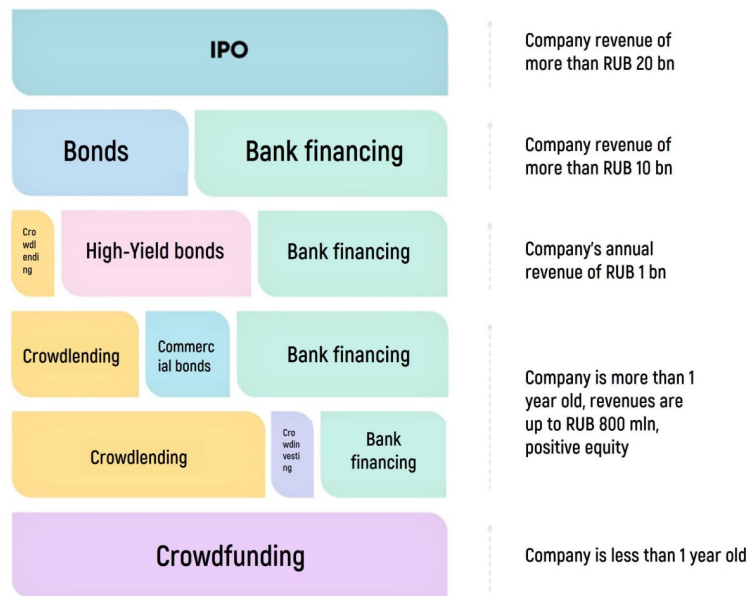 IPO
Company revenue of
more than RUB 20 bn
Bonds
Bank financing
Company revenue of
more than RUB 10 bn
Cro
wdl
endi
ng
High-Yield bonds
Bank financing
Company's annual
revenue of RUB 1 bn
Crowdlending
Commerc
ial bonds
Bank financing
Crowdlending
Cro
wdin
vesti
ng
Bank
financing
Company is more than 1
year old, revenues are
up to RUB 800 mln,
positive equity
Crowdfunding
Company is less than 1 year old